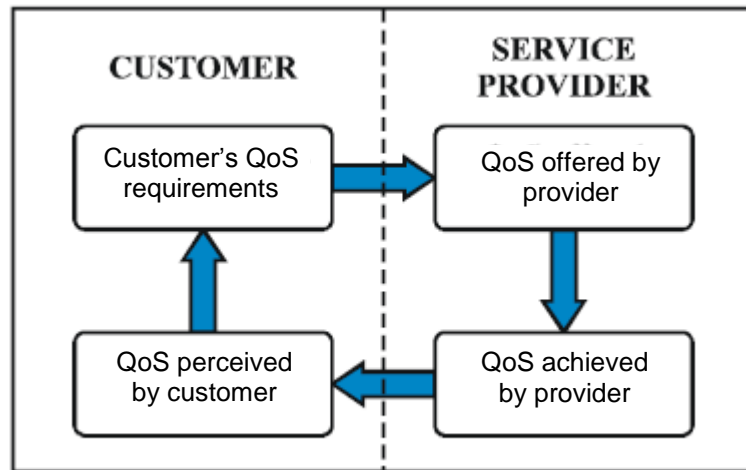 CUSTOMER
SERVICE
PROVIDER
Customer’s QoS
requirements
QoS offered by
provider
QoS perceived
by customer
QoS achieved
by provider